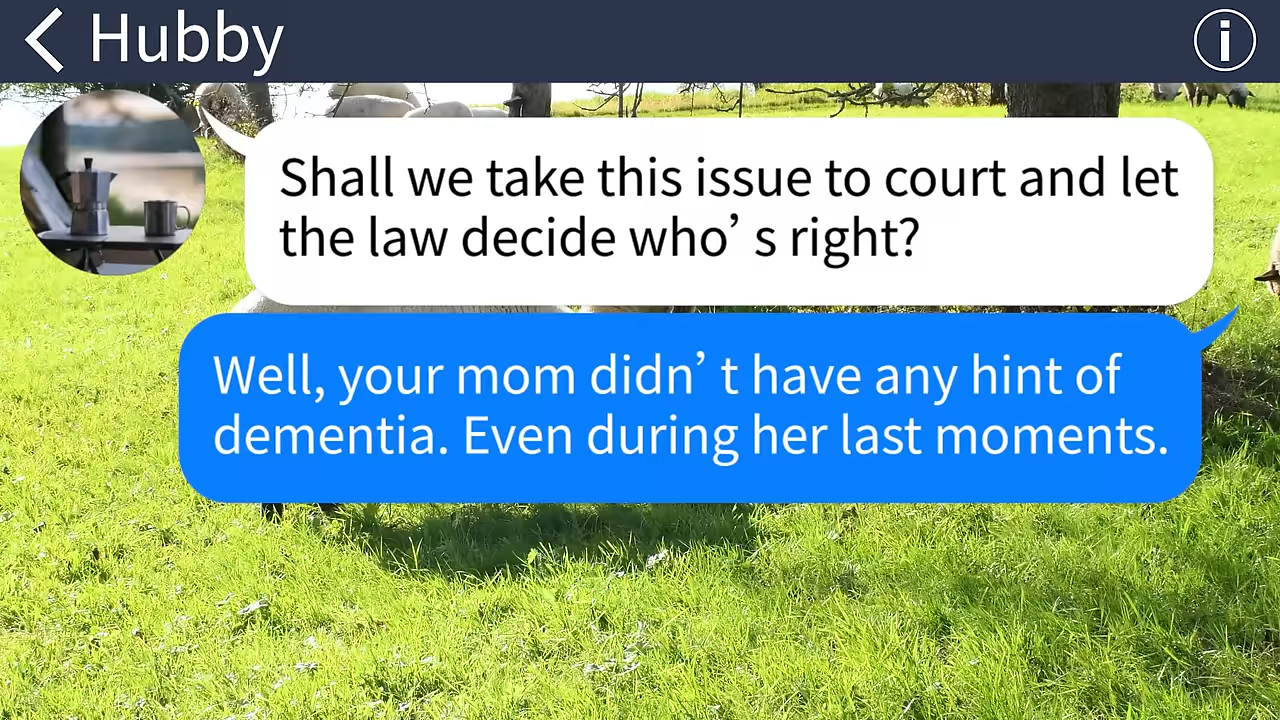 Hubby
Shall we take this issue to court and let
the law decide who’s right?
Well, your mom didn’t have any hint of
dementia. Even during her last moments.